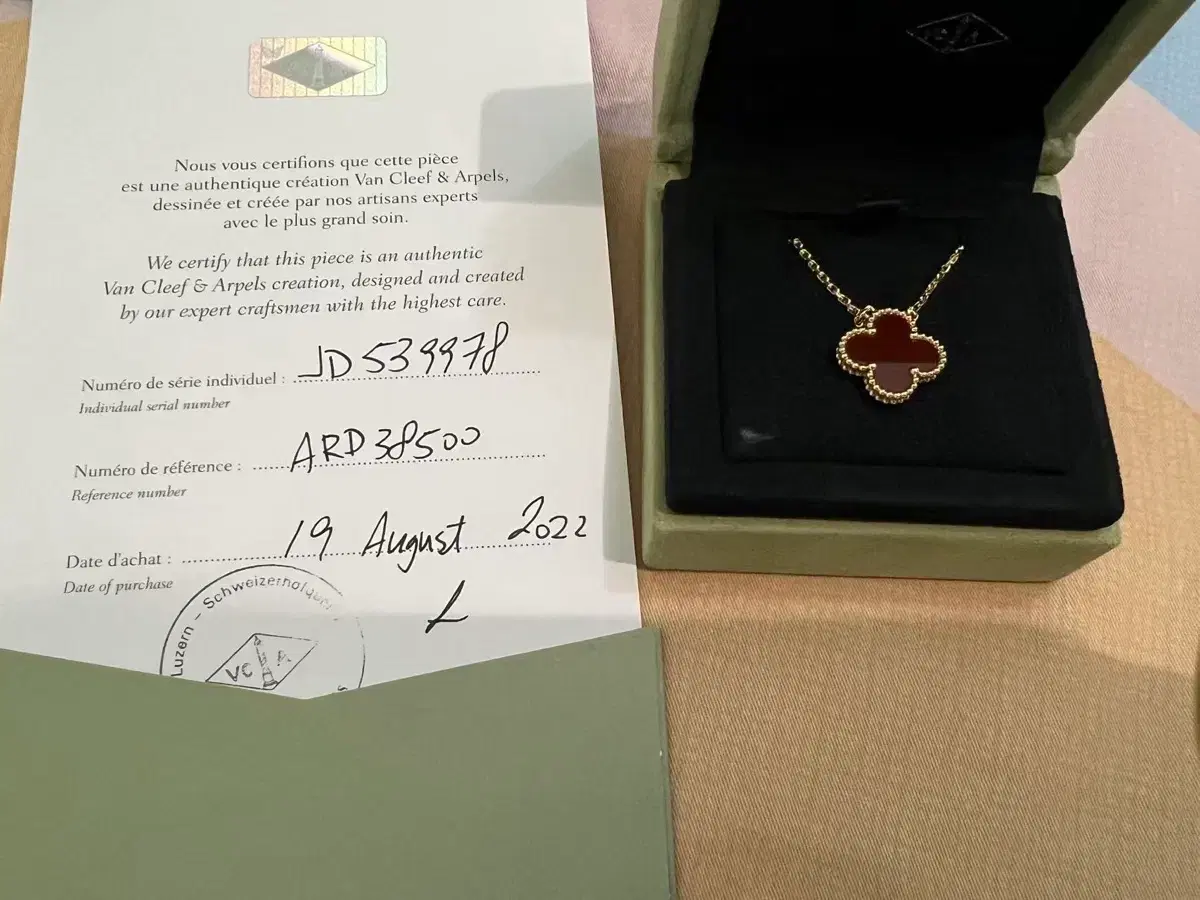 Nous vous certifions que cette pièce
est une authentique création Van Cleef & Arpels,
dessinée et créée par nos artisans experts
avec le plus grand soin.
We certify that this piece is an authentic
Van Cleef & Arpels creation, designed and created
by our expert craftsmen with the highest care.
Numéro de série individuel : JD539978
Individual serial number
Numéro de référence : ARD38500
Reference number
Date d'achat : 19 August 2022
Date of purchase
Luzern - Schweizerhofquai
VC A